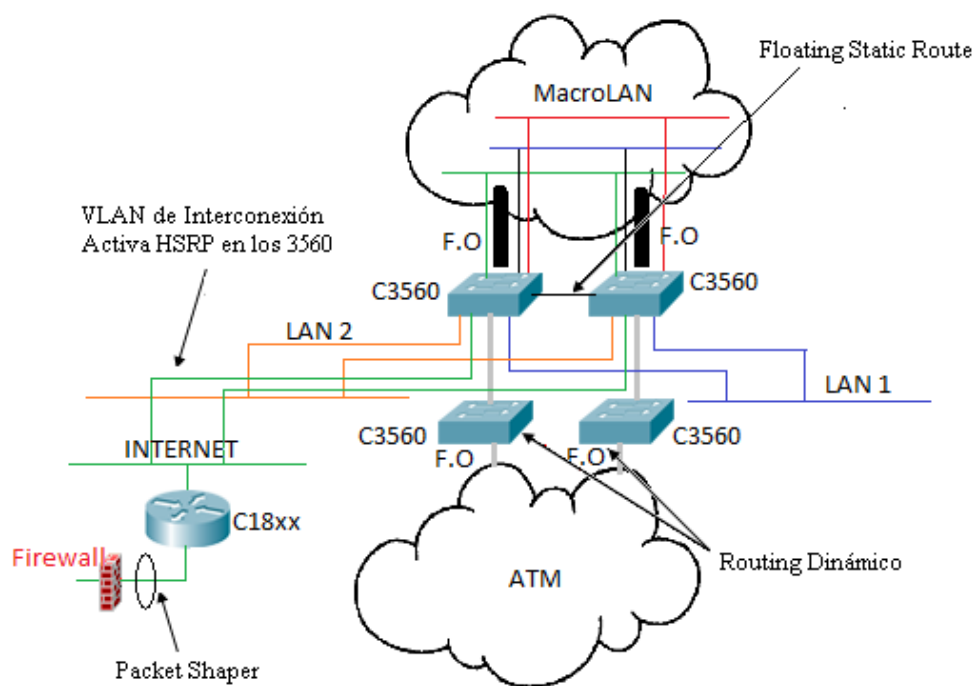 Floating Static Route
MacroLAN
VLAN de Interconexión
Activa HSRP en los 3560
F.O
F.O
C3560
C3560
LAN 2
LAN 1
C3560
C3560
INTERNET
F.O
F.O
C18xx
Firewall
ATM
Routing Dinámico
Packet Shaper